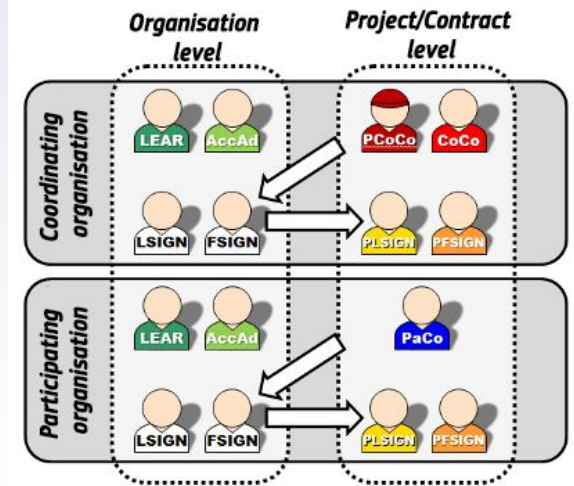 Organisation
level
Project/Contract
level
Coordinating
organisation
LEAR AccAd PCoCo CoCo
LSIGN FSIGN PLSIGN PFSIGN
Participating
organisation
LEAR AccAd PaCo
LSIGN FSIGN PLSIGN PFSIGN